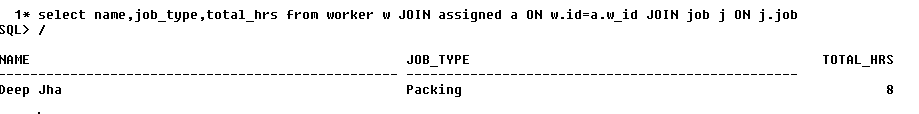 1* select name,job_type,total_hrs from worker w JOIN assigned a ON w.id=a.w_id JOIN job j ON j.job
SQL> /
NAME JOB_TYPE TOTAL_HRS
-------------------------------------------------- -------------------------------------------------- ----------
Deep Jha Packing 8